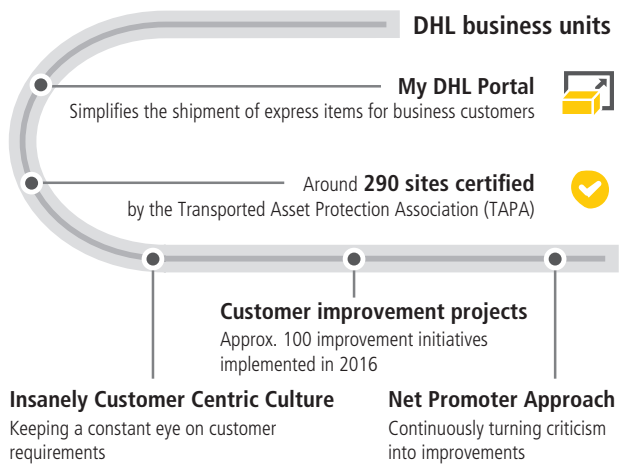 DHL business units
My DHL Portal
Simplifies the shipment of express items for business customers
Around 290 sites certified
by the Transported Asset Protection Association (TAPA)
Customer improvement projects
Approx. 100 improvement initiatives
implemented in 2016
Insanely Customer Centric Culture
Keeping a constant eye on customer
requirements
Net Promoter Approach
Continuously turning criticism
into improvements